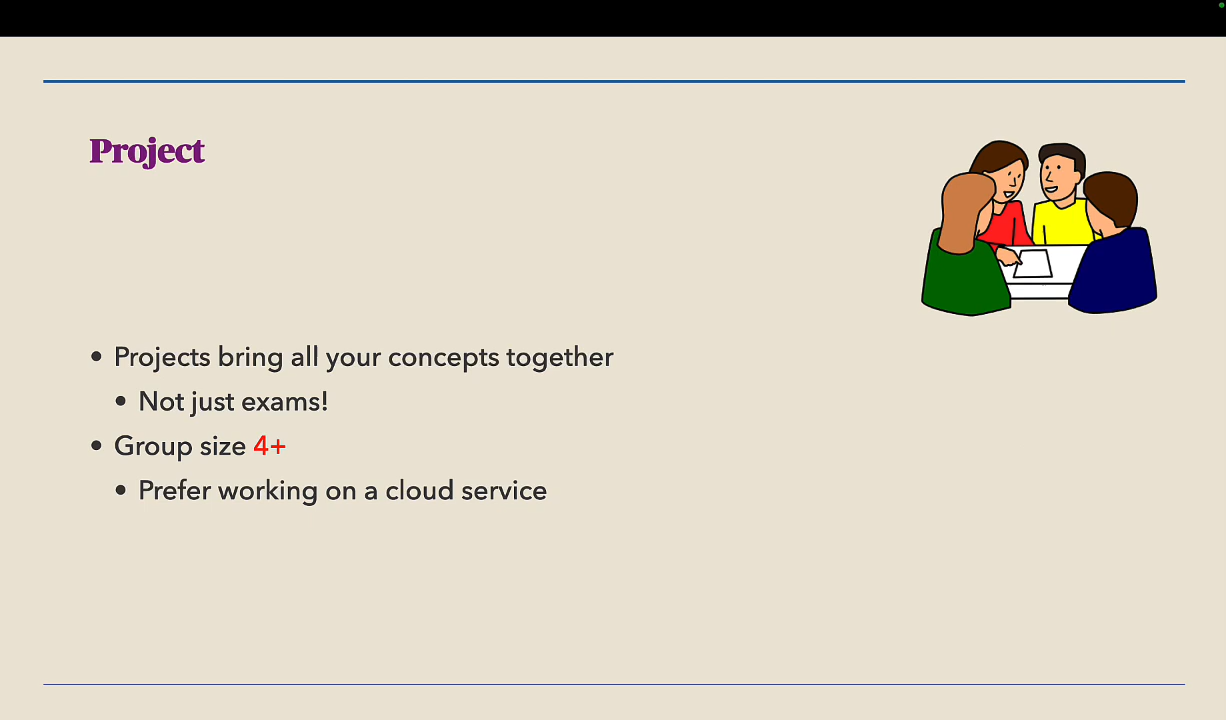 Project
• Projects bring all your concepts together
• Not just exams!
• Group size 4+
• Prefer working on a cloud service